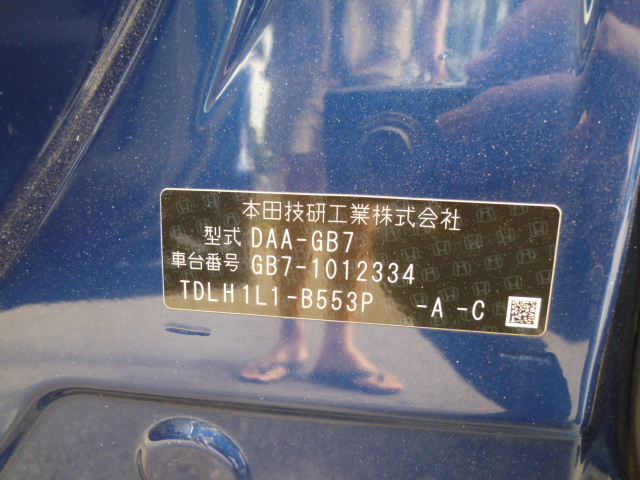 本田技研工業株式会社
型式 DAA-GB7
車台番号 GB7-1012334
TDLH1L1-B553P -A -C